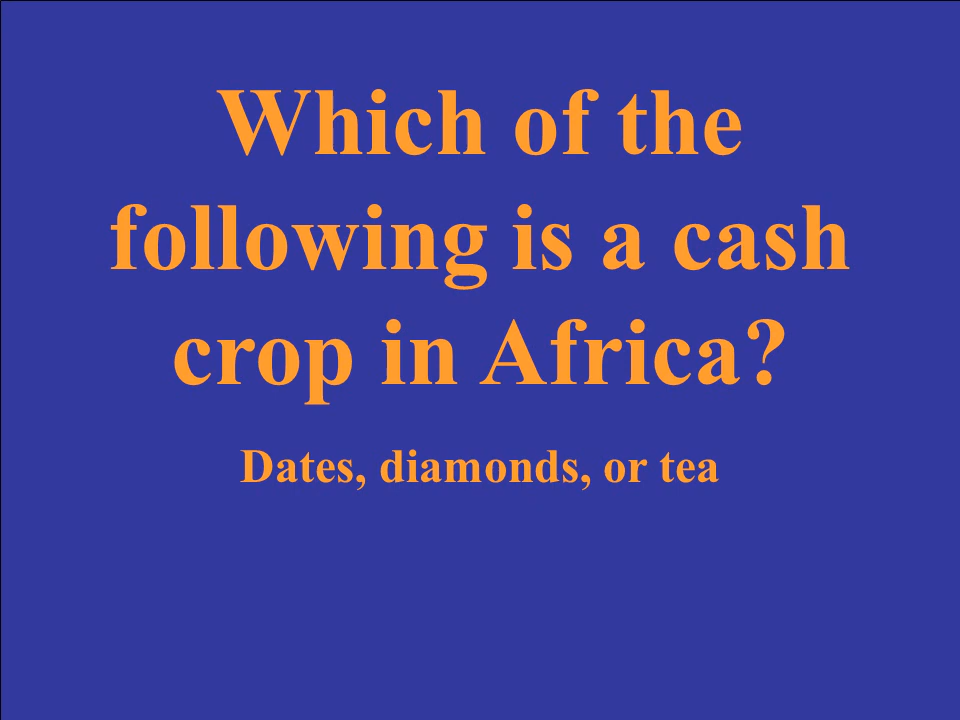 Which of the
following is a cash
crop in Africa?
Dates, diamonds, or tea